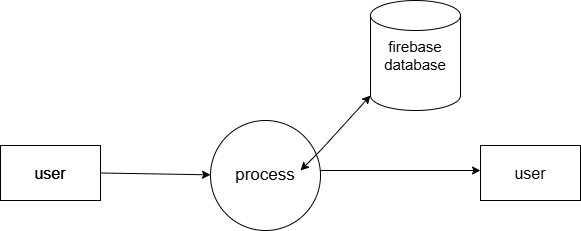 firebase
database
user
process
user